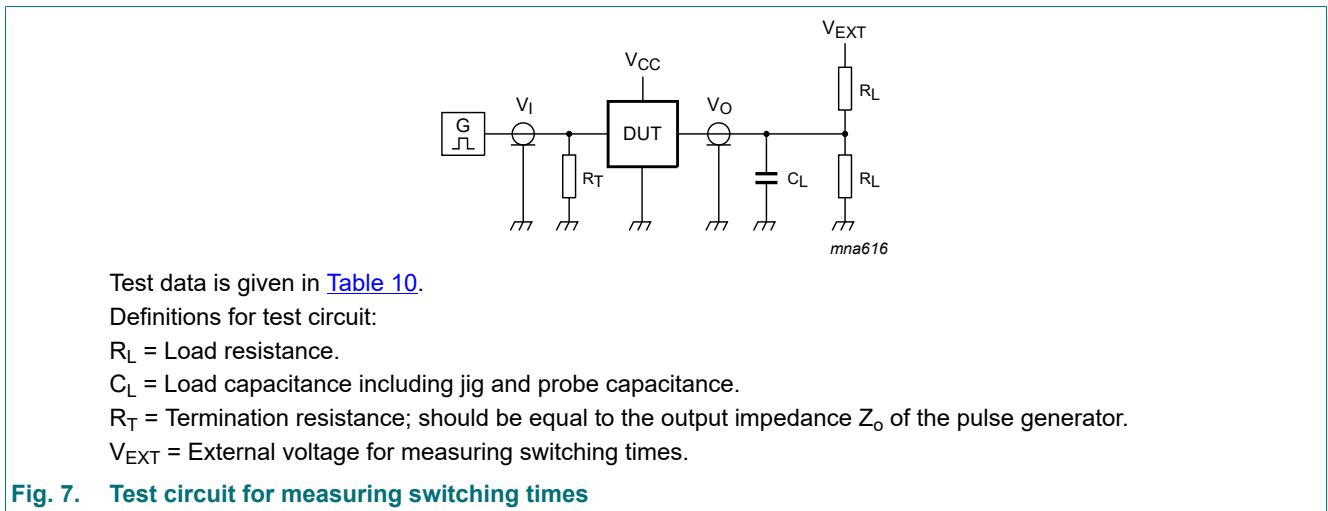 VEXT
VCC
RL
VI
VO
G
DUT
RT
CL
RL
mna616
Test data is given in Table 10.
Definitions for test circuit:
RL = Load resistance.
CL = Load capacitance including jig and probe capacitance.
RT = Termination resistance; should be equal to the output impedance Zo of the pulse generator.
VEXT = External voltage for measuring switching times.
Fig. 7. Test circuit for measuring switching times